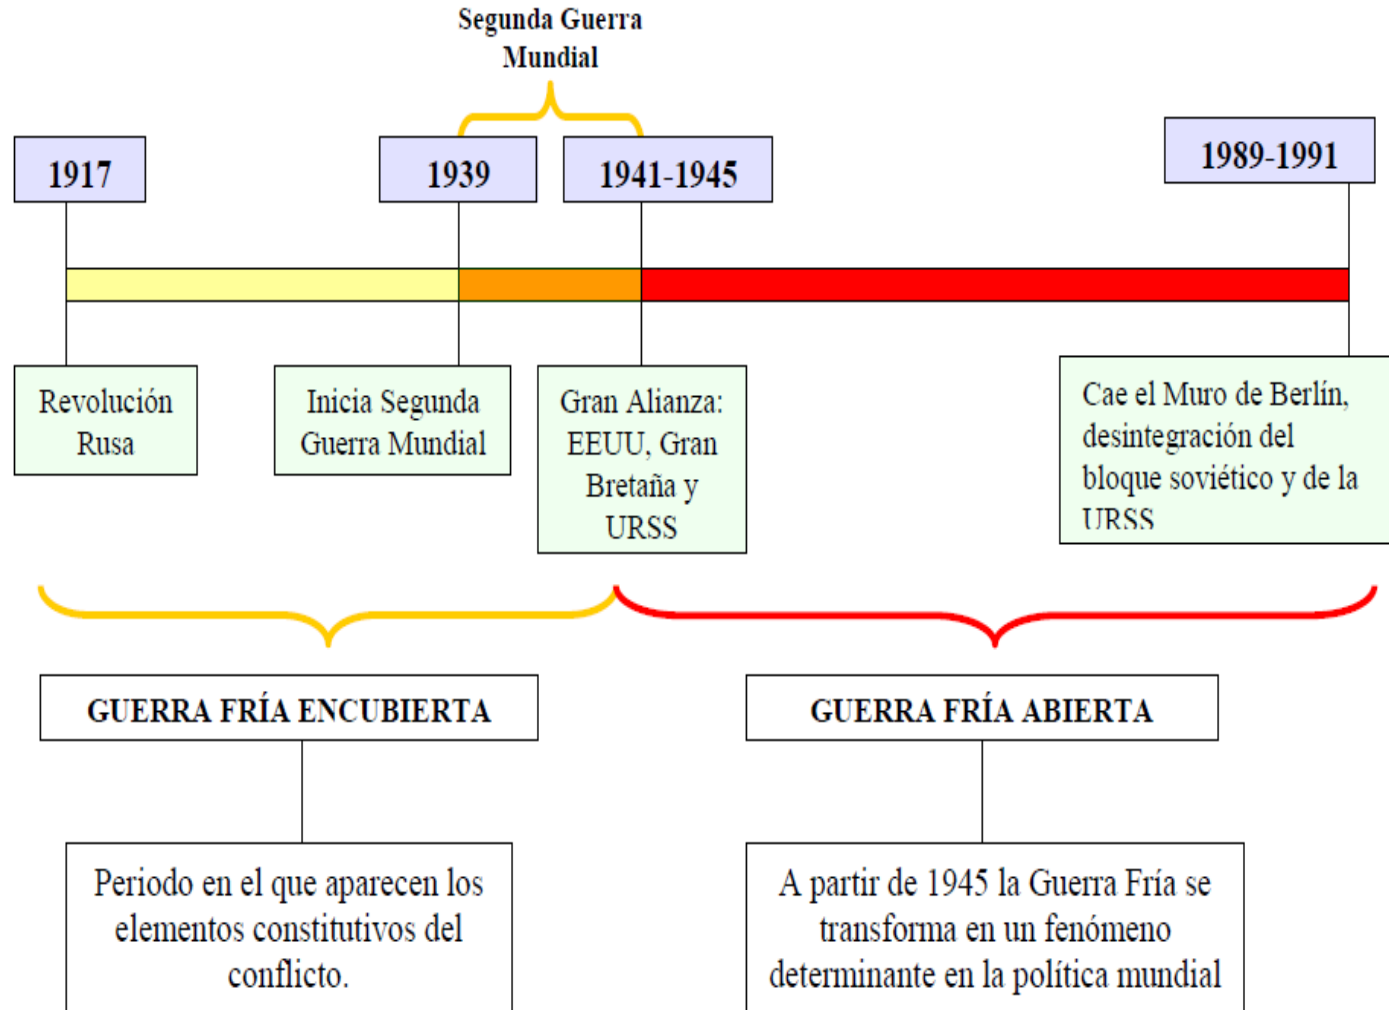 Segunda Guerra
Mundial
1917
1939
1941-1945
1989-1991
Revolución
Rusa
Inicia Segunda
Guerra Mundial
Gran Alianza:
EEUU, Gran
Bretaña y
URSS
Cae el Muro de Berlín,
desintegración del
bloque soviético y de la
URSS
GUERRA FRÍA ENCUBIERTA
GUERRA FRÍA ABIERTA
Periodo en el que aparecen los
elementos constitutivos del
conflicto.
A partir de 1945 la Guerra Fría se
transforma en un fenómeno
determinante en la política mundial